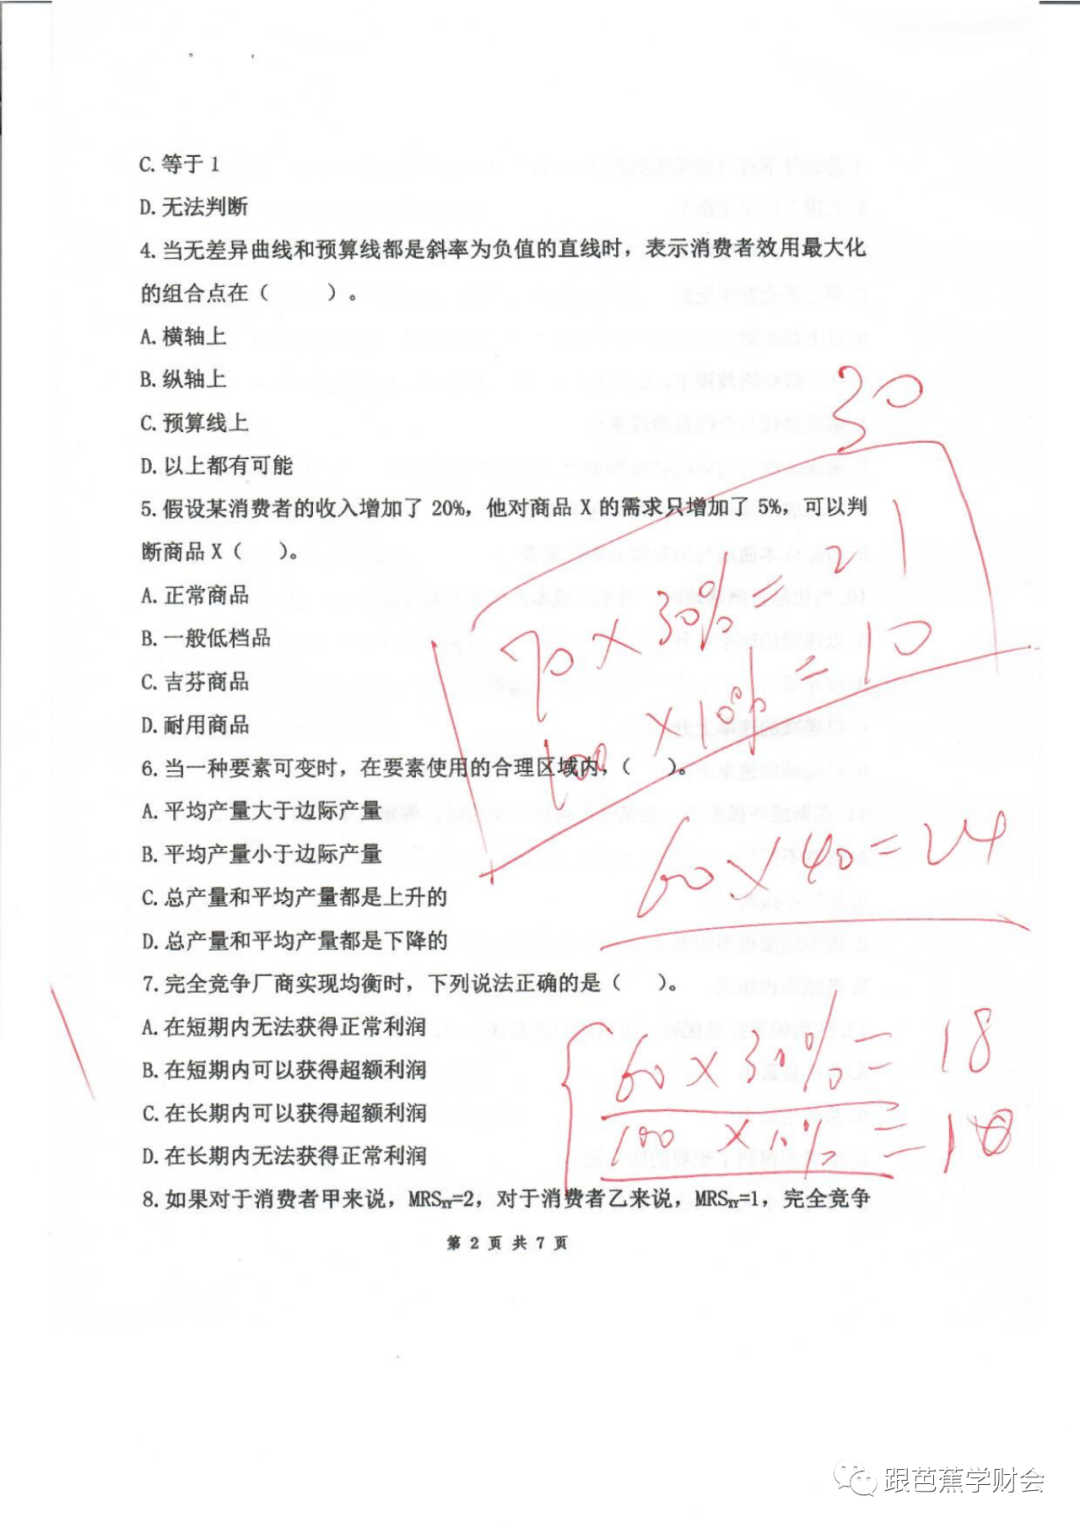 C. 等于 1
D. 无法判断
4. 当无差异曲线和预算线都是斜率为负值的直线时，表示消费者效用最大化
的组合点在（　　）。
A. 横轴上
B. 纵轴上
C. 预算线上
D. 以上都有可能
5. 假设某消费者的收入增加了 20%，他对商品 X 的需求只增加了 5%，可以判
断商品 X（　　）。
A. 正常商品
B. 一般低档品
C. 吉芬商品
D. 耐用商品
6. 当一种要素可变时，在要素使用的合理区域内，（　　）。
A. 平均产量大于边际产量
B. 平均产量小于边际产量
C. 总产量和平均产量都是上升的
D. 总产量和平均产量都是下降的
7. 完全竞争厂商实现均衡时，下列说法正确的是（　　）。
A. 在短期内无法获得正常利润
B. 在短期内可以获得超额利润
C. 在长期内可以获得超额利润
D. 在长期内无法获得正常利润
8. 如果对于消费者甲来说，MRSxy=2，对于消费者乙来说，MRSxy=1，完全竞争
第 2 页 共 7 页
30
70 × 30% = 21
100 × 10% = 10
60 × 40 = 24
60 × 30% = 18
100 × 10% = 10
跟芭蕉学财会